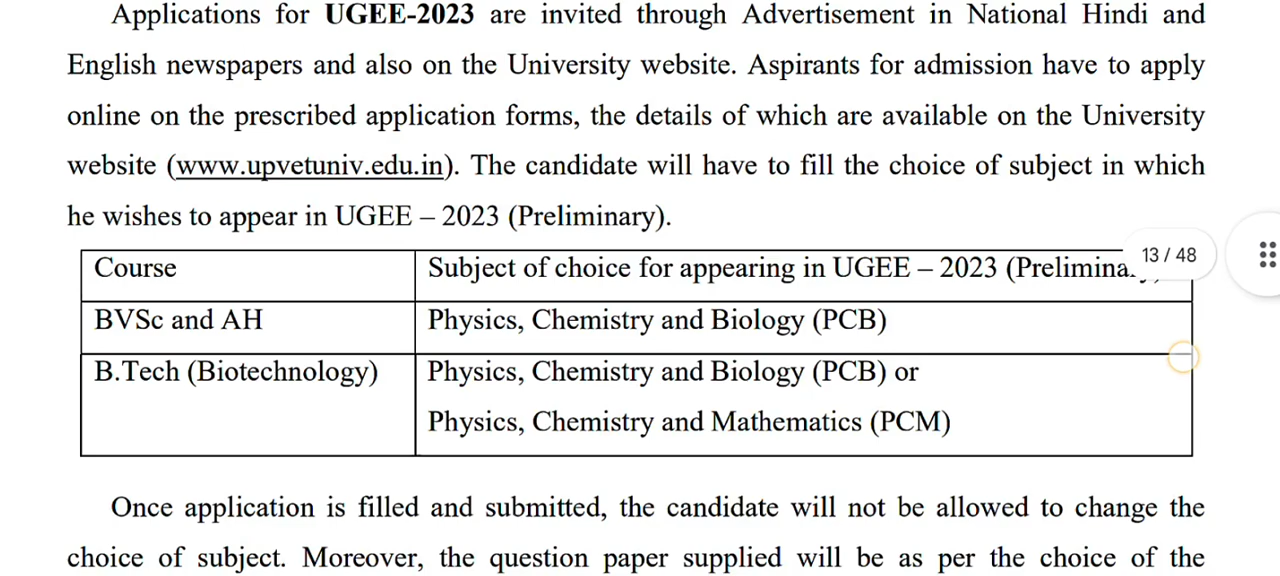 Applications for UGEE-2023 are invited through Advertisement in National Hindi and
English newspapers and also on the University website. Aspirants for admission have to apply
online on the prescribed application forms, the details of which are available on the University
website (www.upvetuniv.edu.in). The candidate will have to fill the choice of subject in which
he wishes to appear in UGEE – 2023 (Preliminary).
Course Subject of choice for appearing in UGEE – 2023
13 / 48
BVSc and AH Physics, Chemistry and Biology (PCB)
B.Tech (Biotechnology) Physics, Chemistry and Biology (PCB) or
Physics, Chemistry and Mathematics (PCM)
Once application is filled and submitted, the candidate will not be allowed to change the
choice of subject. Moreover, the question paper supplied will be as per the choice of the